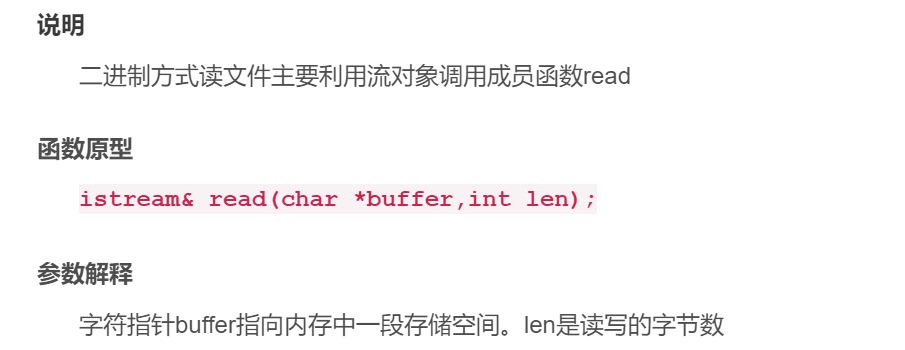 说明
二进制方式读文件主要利用流对象调用成员函数read
函数原型
istream& read(char *buffer,int len);
参数解释
字符指针buffer指向内存中一段存储空间。len是读写的字节数